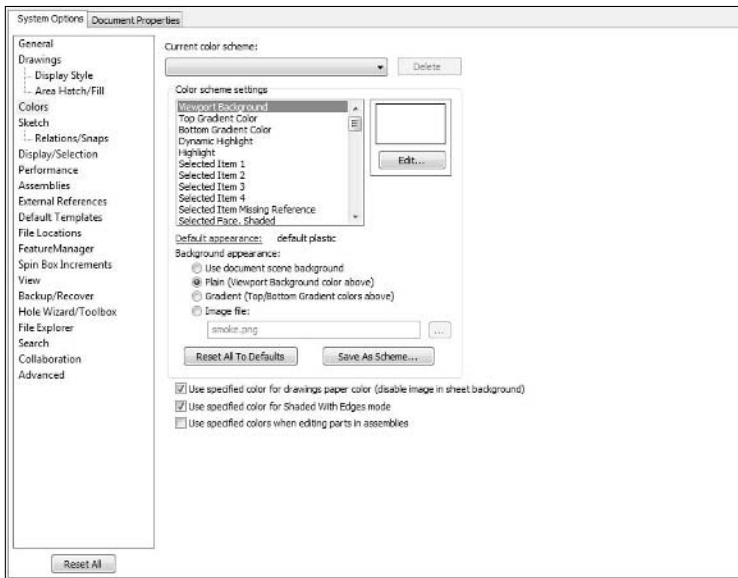 System Options
Document Properties
General
Drawings
Display Style
Area Hatch/Fill
Colors
Sketch
Relations/Snaps
Display/Selection
Performance
Assemblies
External References
Default Templates
File Locations
FeatureManager
Spin Box Increments
View
Backup/Recover
Hole Wizard/Toolbox
File Explorer
Search
Collaboration
Advanced
Reset All
Current color scheme:
Delete
Color scheme settings
Viewport Background
Top Gradient Color
Bottom Gradient Color
Dynamic Highlight
Highlight
Selected Item 1
Selected Item 2
Selected Item 3
Selected Item 4
Selected Item Missing Reference
Selected Face, Shaded
Edit...
Default appearance: default plastic
Background appearance:
Use document scene background
Plain (Viewport Background color above)
Gradient (Top/Bottom Gradient colors above)
Image file:
smoke.png
...
Reset All To Defaults
Save As Scheme...
Use specified color for drawings paper color (disable image in sheet background)
Use specified color for Shaded With Edges mode
Use specified colors when editing parts in assemblies